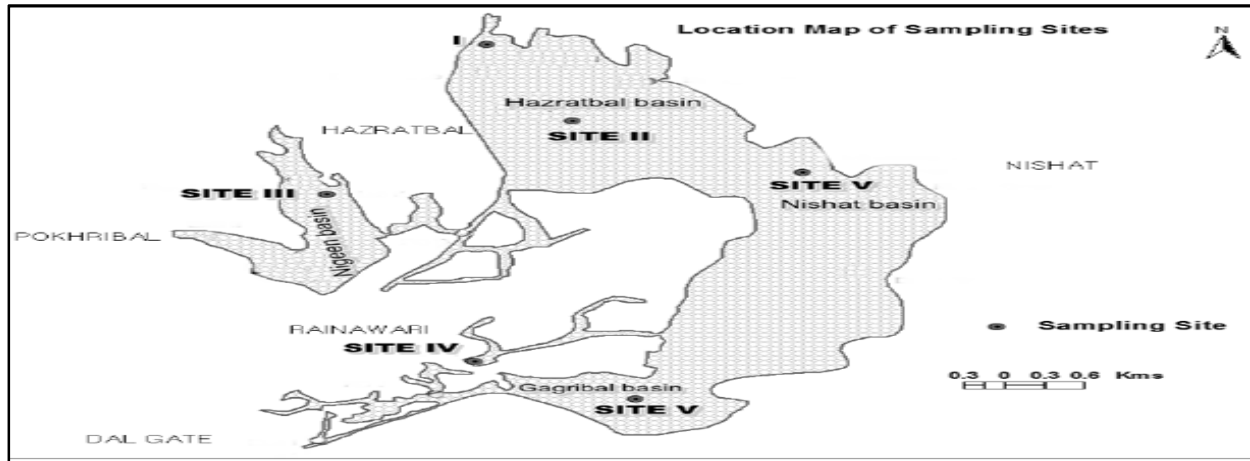 Location Map of Sampling Sites
N
I
Hazratbal basin
HAZRATBAL
SITE II
NISHAT
SITE III
SITE V
Nishat basin
POKHRIBAL
Nigeen basin
RAINAWARI
Sampling Site
SITE IV
0.3 0 0.3 0.6 Kms
Gagribal basin
SITE V
DAL GATE